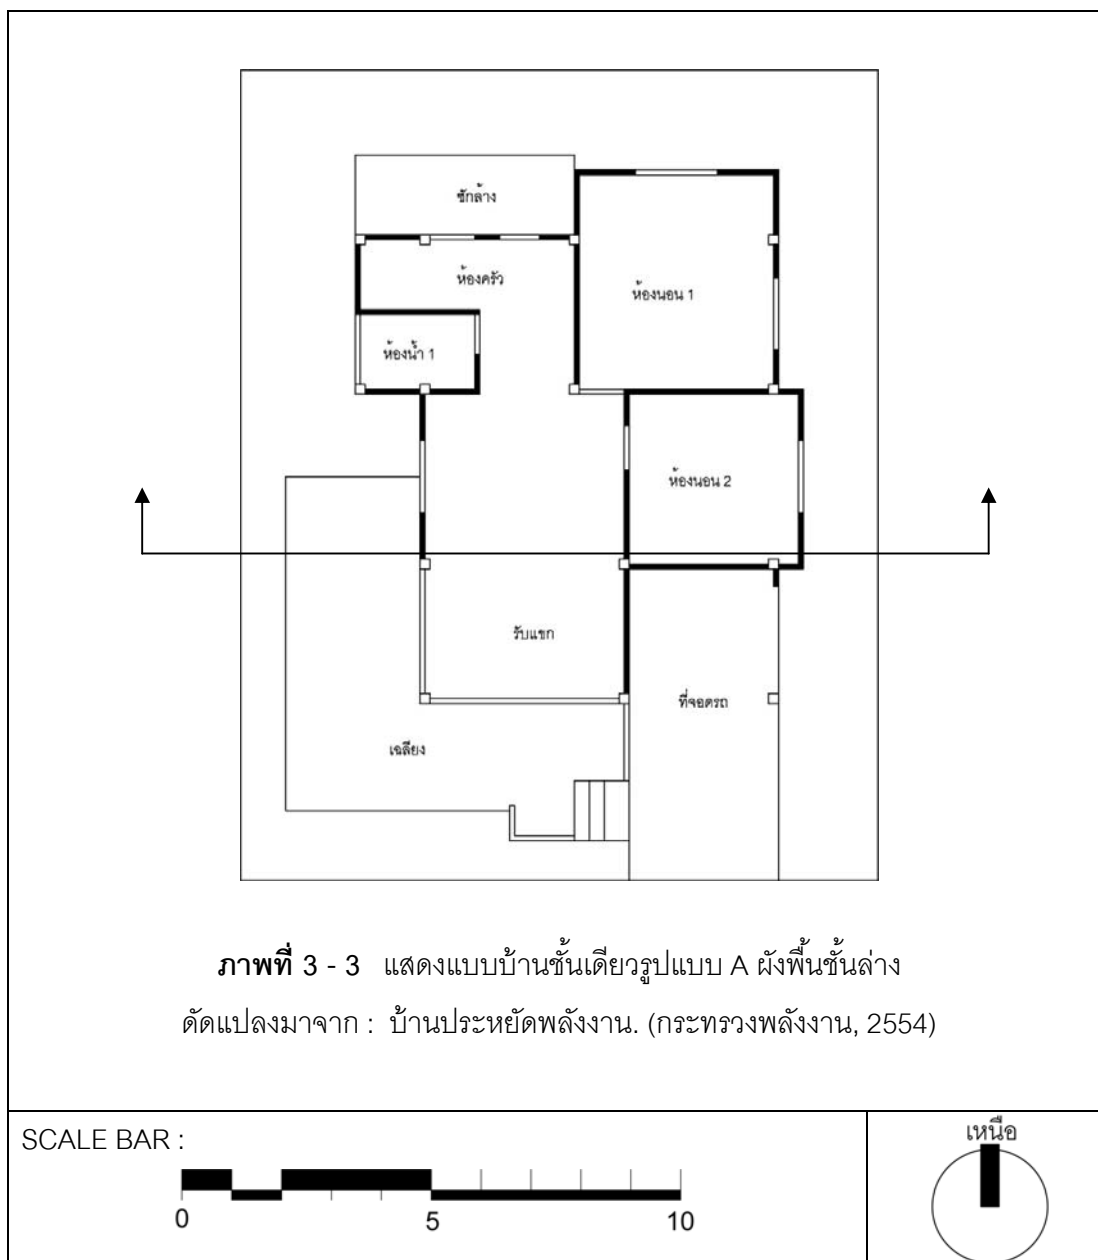 ซักล้าง
ห้องครัว
ห้องนอน 1
ห้องน้ำ 1
ห้องนอน 2
รับแขก
ที่จอดรถ
เฉลียง
ภาพที่ 3 - 3 แสดงแบบบ้านชั้นเดียวรูปแบบ A ผังพื้นชั้นล่าง
ดัดแปลงมาจาก : บ้านประหยัดพลังงาน. (กระทรวงพลังงาน, 2554)
SCALE BAR :
0 5 10
เหนือ